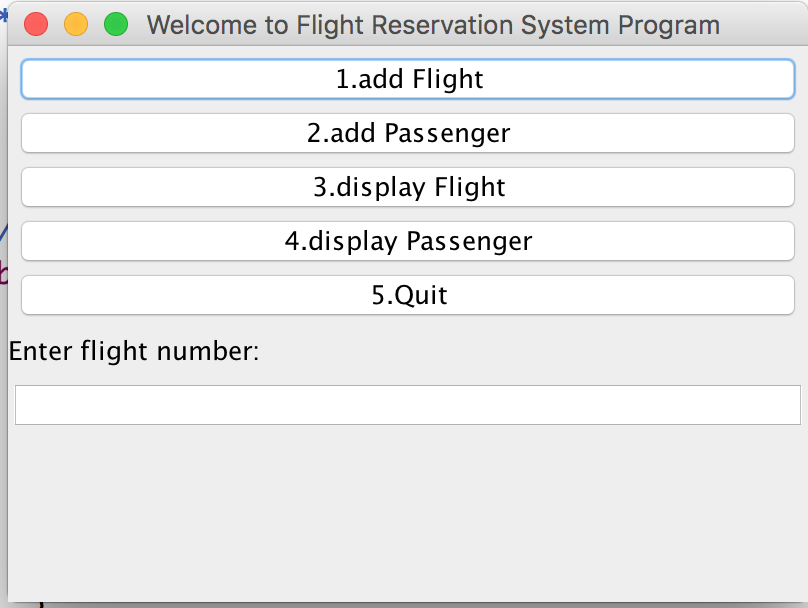 Welcome to Flight Reservation System Program
1.add Flight
2.add Passenger
3.display Flight
4.display Passenger
5.Quit
Enter flight number: